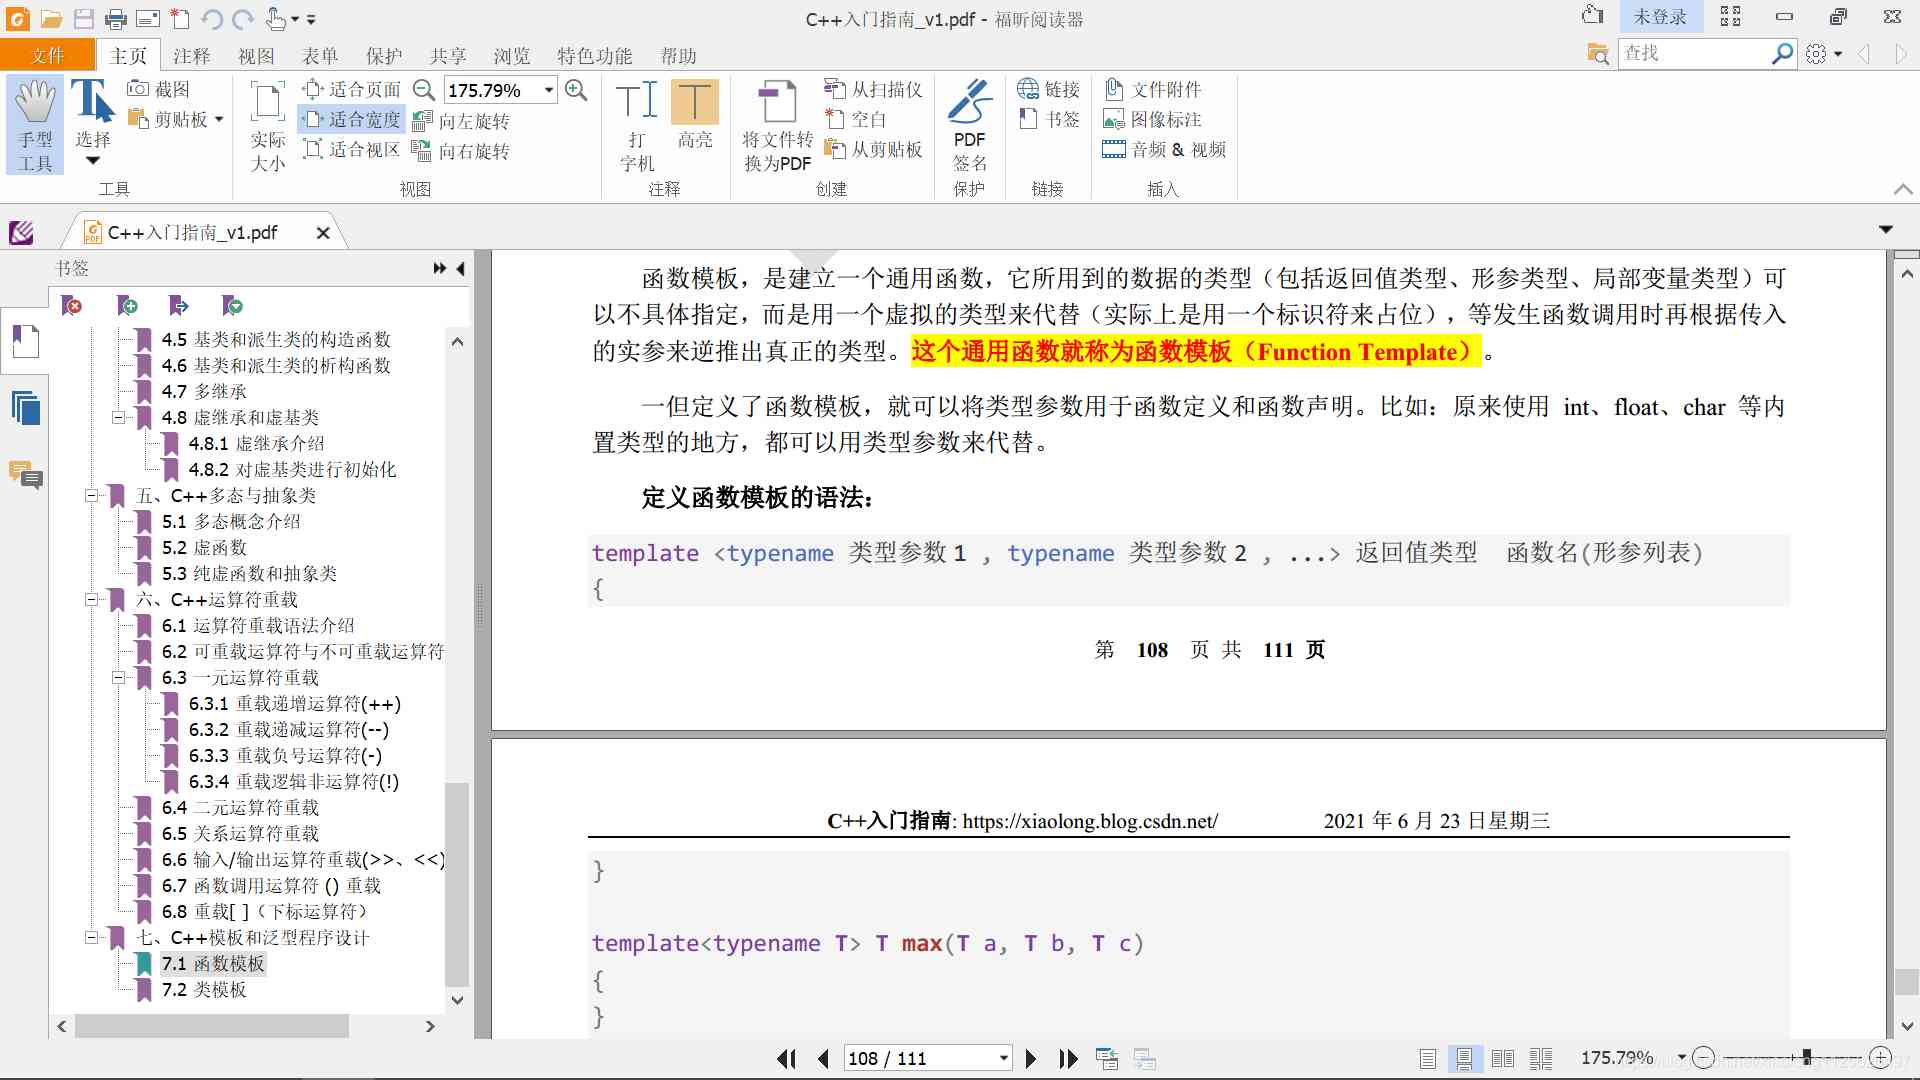 C++入门指南_v1.pdf - 福昕阅读器
未登录
文件 主页 注释 视图 表单 保护 共享 浏览 特色功能 帮助
查找
手型
工具
选择
截图
剪贴板
工具
实际
大小
适合页面
适合宽度
适合视区
175.79%
向左旋转
向右旋转
视图
打
字机
高亮
注释
将文件转
换为PDF
从扫描仪
空白
从剪贴板
创建
PDF
签名
保护
链接
书签
链接
文件附件
图像标注
音频 & 视频
插入
C++入门指南_v1.pdf
书签
4.5 基类和派生类的构造函数
4.6 基类和派生类的析构函数
4.7 多继承
4.8 虚继承和虚基类
4.8.1 虚继承介绍
4.8.2 对虚基类进行初始化
五、C++多态与抽象类
5.1 多态概念介绍
5.2 虚函数
5.3 纯虚函数和抽象类
六、C++运算符重载
6.1 运算符重载语法介绍
6.2 可重载运算符与不可重载运算符
6.3 一元运算符重载
6.3.1 重载递增运算符(++)
6.3.2 重载递减运算符(--)
6.3.3 重载负号运算符(-)
6.3.4 重载逻辑非运算符(!)
6.4 二元运算符重载
6.5 关系运算符重载
6.6 输入/输出运算符重载(>>、<<)
6.7 函数调用运算符 () 重载
6.8 重载[ ]（下标运算符）
七、C++模板和泛型程序设计
7.1 函数模板
7.2 类模板
函数模板，是建立一个通用函数，它所用到的数据的类型（包括返回值类型、形参类型、局部变量类型）可
以不具体指定，而是用一个虚拟的类型来代替（实际上是用一个标识符来占位），等发生函数调用时再根据传入
的实参来逆推出真正的类型。这个通用函数就称为函数模板（Function Template）。
一但定义了函数模板，就可以将类型参数用于函数定义和函数声明。比如：原来使用 int、float、char 等内
置类型的地方，都可以用类型参数来代替。
定义函数模板的语法：
template <typename 类型参数1 , typename 类型参数2 , ...> 返回值类型 函数名(形参列表)
{
第 108 页 共 111 页
C++入门指南: https://xiaolong.blog.csdn.net/ 2021 年 6 月 23 日星期三
}
template<typename T> T max(T a, T b, T c)
{
}
108 / 111
175.79%